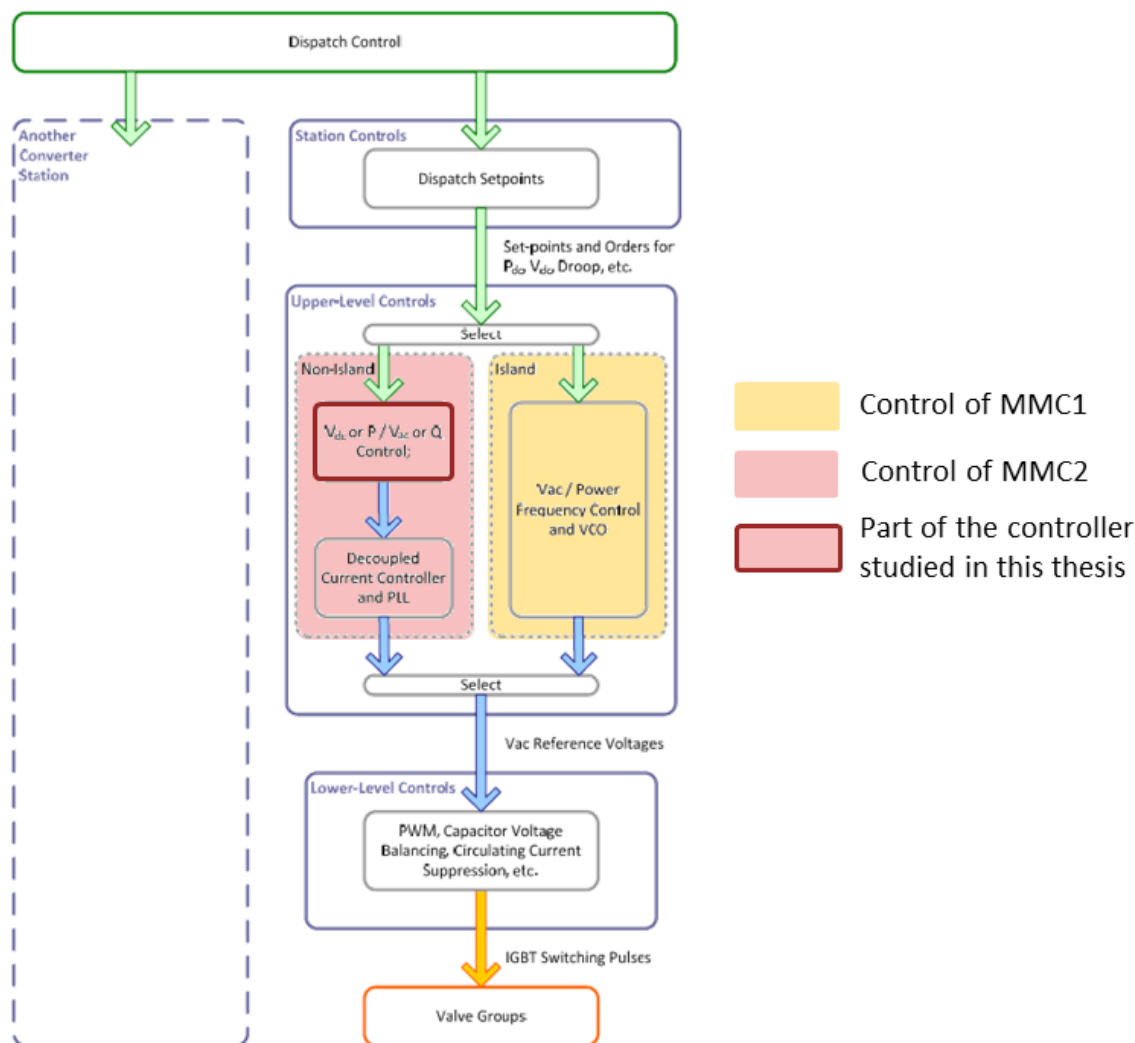 Dispatch Control
Another
Converter
Station
Station Controls
Dispatch Setpoints
Set-points and Orders for
Pdc, Vdc, Droop, etc.
Upper-Level Controls
Select
Non-Island
Island
Vdc or P / Vac or Q
Control;
Vac / Power
Frequency Control
and VCO
Decoupled
Current Controller
and PLL
Select
Vac Reference Voltages
Lower-Level Controls
PWM, Capacitor Voltage
Balancing, Circulating Current
Suppression, etc.
IGBT Switching Pulses
Valve Groups
Control of MMC1
Control of MMC2
Part of the controller
studied in this thesis